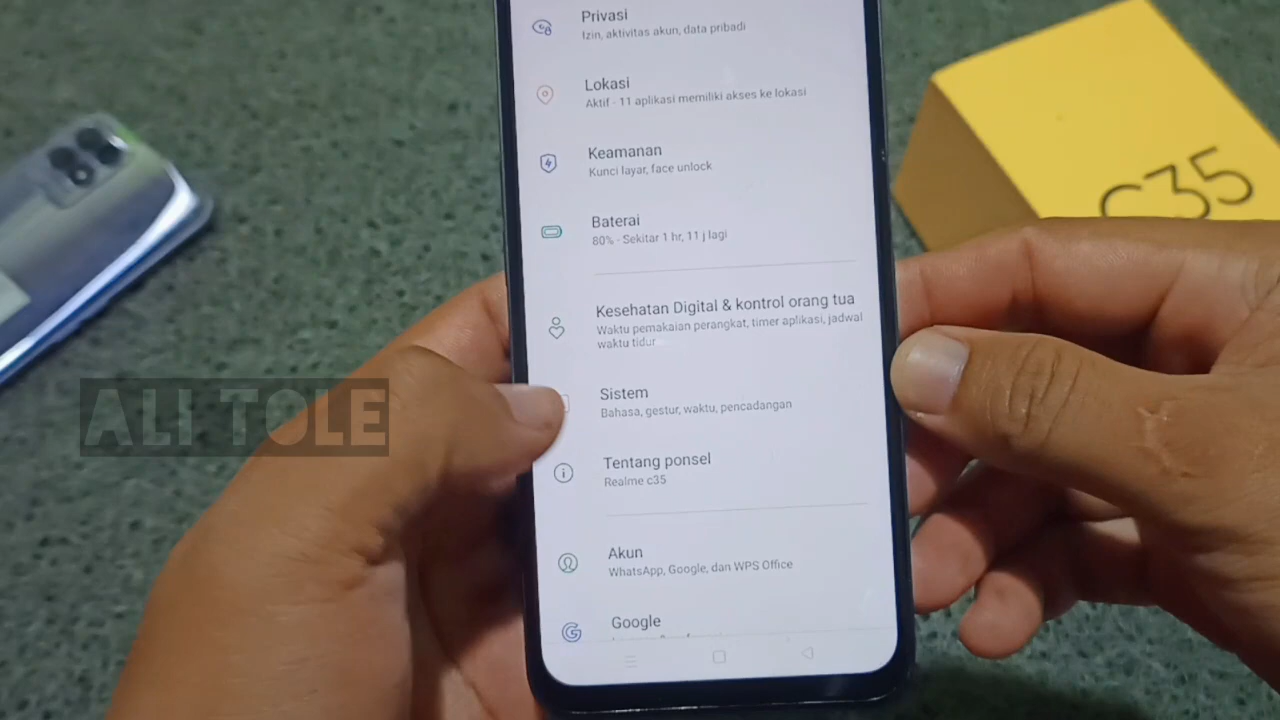 Privasi
Izin, aktivitas akun, data pribadi
Lokasi
Aktif - 11 aplikasi memiliki akses ke lokasi
Keamanan
Kunci layar, face unlock
Baterai
80% - Sekitar 1 hr, 11 j lagi
Kesehatan Digital & kontrol orang tua
Waktu pemakaian perangkat, timer aplikasi, jadwal
waktu tidur
Sistem
Bahasa, gestur, waktu, pencadangan
Tentang ponsel
Realme c35
Akun
WhatsApp, Google, dan WPS Office
Google
C35
ALI TOLE